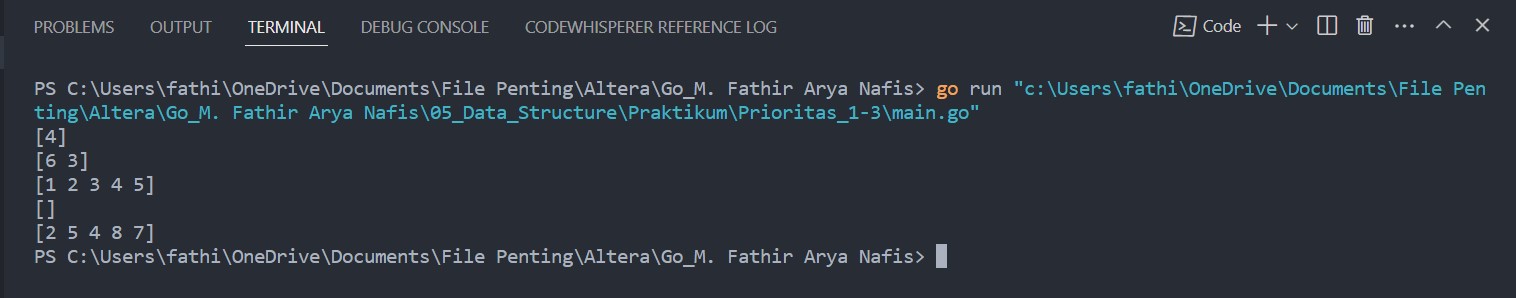 PROBLEMS OUTPUT TERMINAL DEBUG CONSOLE CODEWHISPERER REFERENCE LOG Code
PS C:\Users\fathi\OneDrive\Documents\File Penting\Altera\Go_M. Fathir Arya Nafis> go run "c:\Users\fathi\OneDrive\Documents\File Pen
ting\Altera\Go_M. Fathir Arya Nafis\05_Data_Structure\Praktikum\Prioritas_1-3\main.go"
[4]
[6 3]
[1 2 3 4 5]
[]
[2 5 4 8 7]
PS C:\Users\fathi\OneDrive\Documents\File Penting\Altera\Go_M. Fathir Arya Nafis>